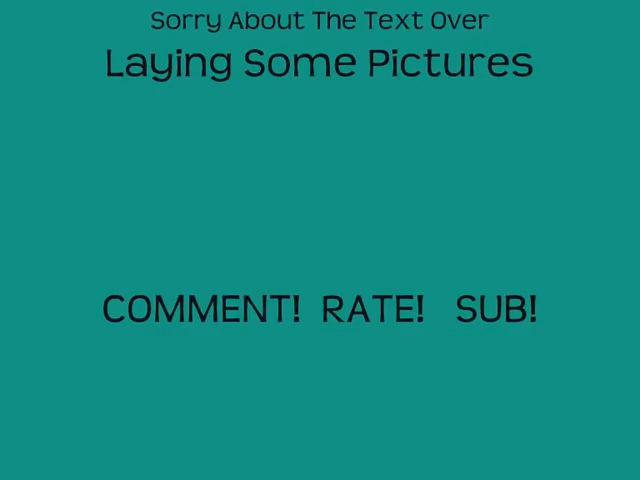 Sorry About The Text Over
Laying Some Pictures
COMMENT! RATE! SUB!